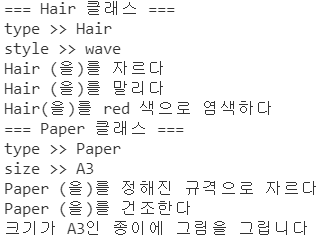 === Hair 클래스 ===
type >> Hair
style >> wave
Hair (을)를 자르다
Hair (을)를 말리다
Hair(을)를 red 색으로 염색하다
=== Paper 클래스 ===
type >> Paper
size >> A3
Paper (을)를 정해진 규격으로 자르다
Paper (을)를 건조한다
크기가 A3인 종이에 그림을 그립니다